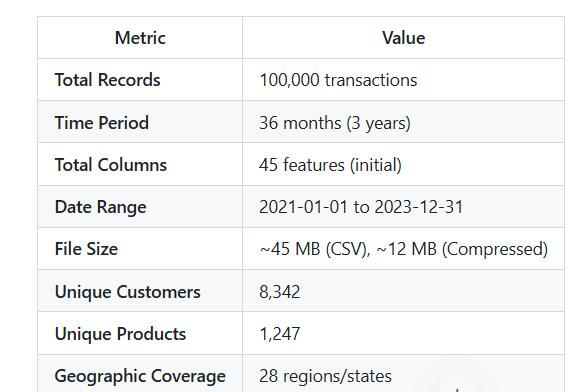 Metric Value
Total Records 100,000 transactions
Time Period 36 months (3 years)
Total Columns 45 features (initial)
Date Range 2021-01-01 to 2023-12-31
File Size ~45 MB (CSV), ~12 MB (Compressed)
Unique Customers 8,342
Unique Products 1,247
Geographic Coverage 28 regions/states